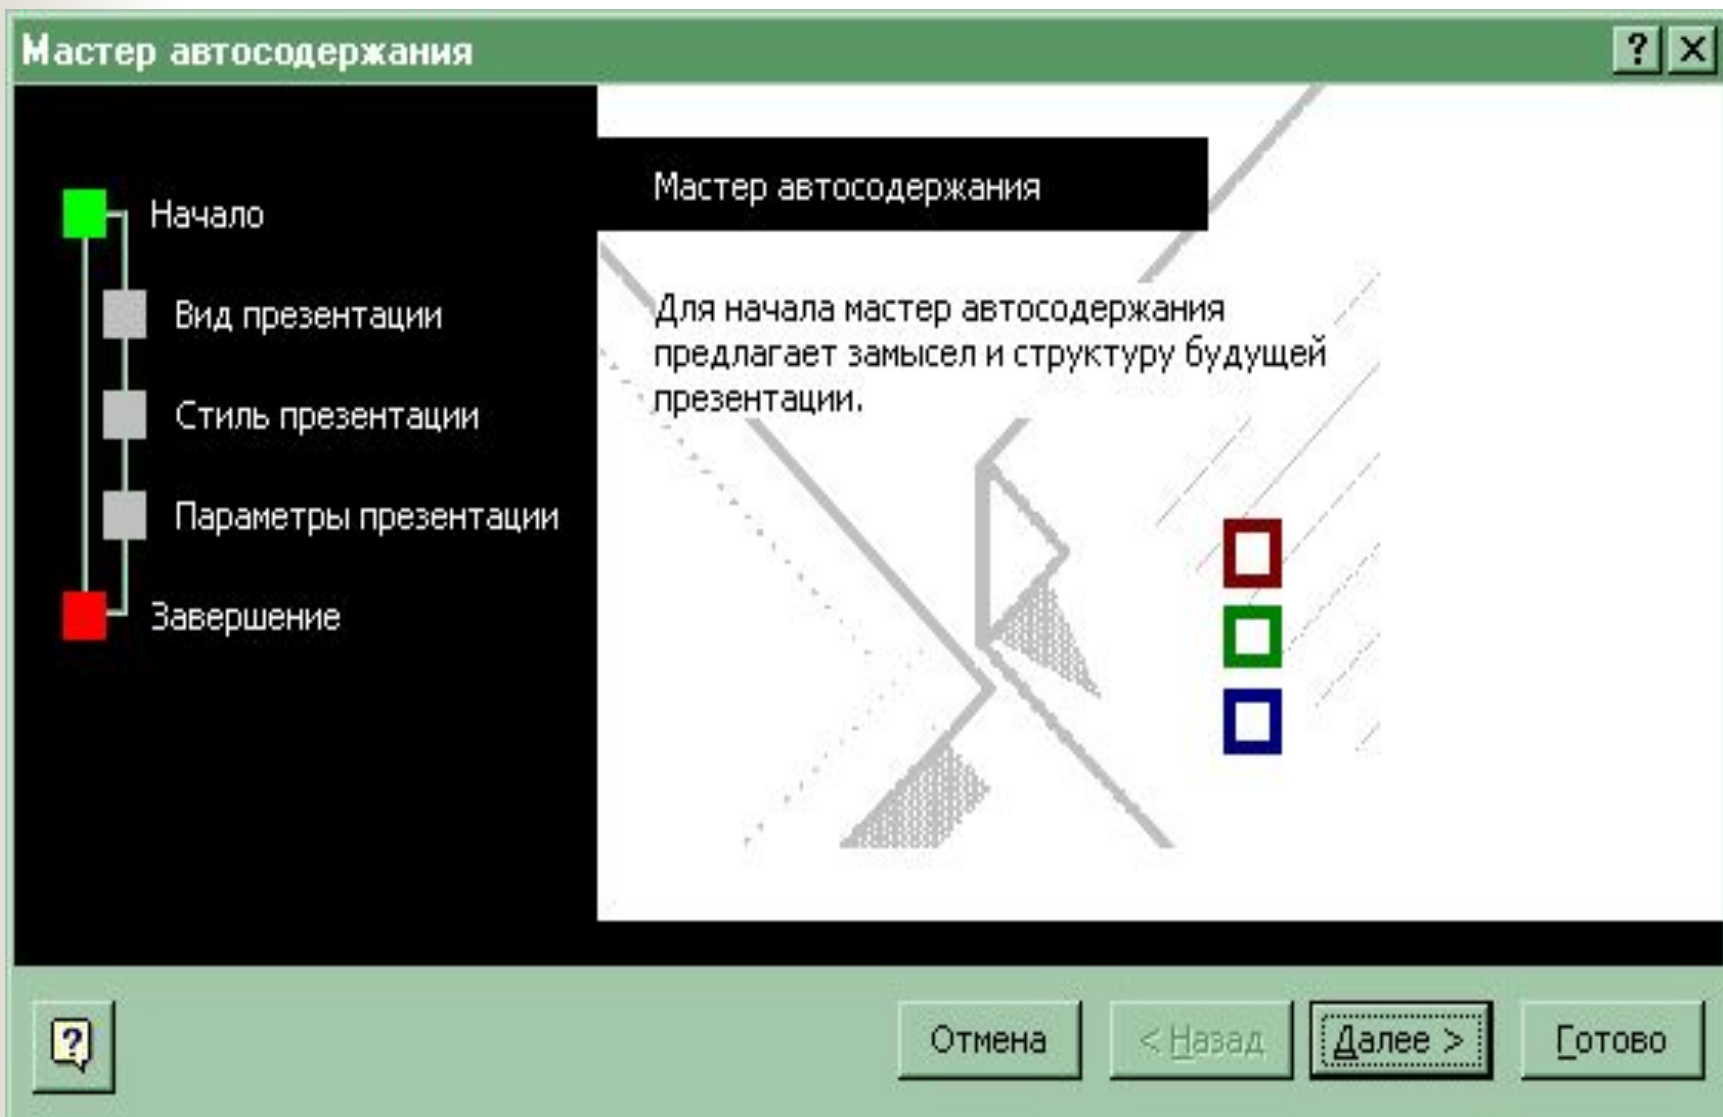 Мастер автосодержания
Начало
Вид презентации
Стиль презентации
Параметры презентации
Завершение
Мастер автосодержания
Для начала мастер автосодержания
предлагает замысел и структуру будущей
презентации.
Отмена
< Назад
Далее >
Готово